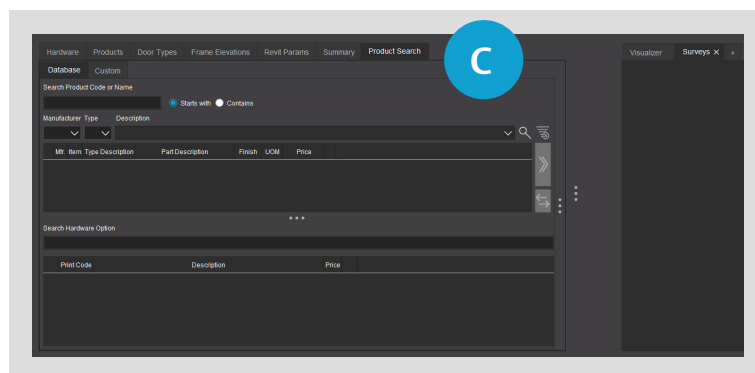 Hardware Products Door Types Frame Elevations Revit Params Summary Product Search
C
Visualizer Surveys × +
Database Custom
Search Product Code or Name
Starts with Contains
Manufacturer Type Description
Mfr. Item Type Description Part Description Finish UOM Price
Search Hardware Option
Print Code Description Price